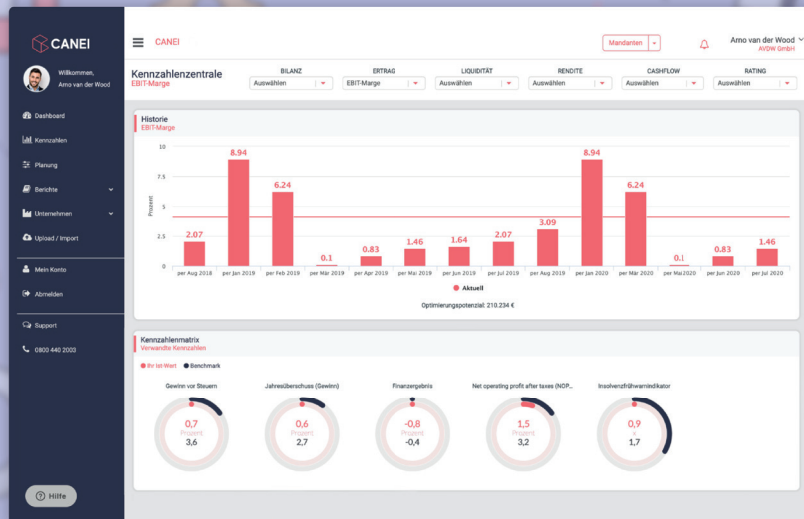 CANEI
Willkommen,
Arno van der Wood
Dashboard
Kennzahlen
Planung
Berichte
Unternehmen
Upload / Import
Mein Konto
Abmelden
Support
0800 440 2003
Hilfe
CANEI
Mandanten
Arno van der Wood
AVDW GmbH
Kennzahlenzentrale
EBIT-Marge
BILANZ
Auswählen
ERTRAG
EBIT-Marge
LIQUIDITÄT
Auswählen
RENDITE
Auswählen
CASHFLOW
Auswählen
RATING
Auswählen
Historie
EBIT-Marge
Prozent
10
7.5
5
2.5
0
2.07
8.94
6.24
0.1
0.83
1.46
1.64
2.07
3.09
8.94
6.24
0.1
0.83
1.46
per Aug 2018
per Jan 2019
per Feb 2019
per Mär 2019
per Apr 2019
per Mai 2019
per Jun 2019
per Jul 2019
per Aug 2019
per Jan 2020
per Mär 2020
per Mai 2020
per Jun 2020
per Jul 2020
Aktuell
Optimierungspotenzial: 210.234 €
Kennzahlenmatrix
Verwandte Kennzahlen
Ihr Ist-Wert
Benchmark
Gewinn vor Steuern
0,7
Prozent
3,6
Jahresüberschuss (Gewinn)
0,6
Prozent
2,7
Finanzergebnis
-0,8
Prozent
-0,4
Net operating profit after taxes (NOP...
1,5
Prozent
3,2
Insolvenzfrühwarnindikator
0,9
x
1,7